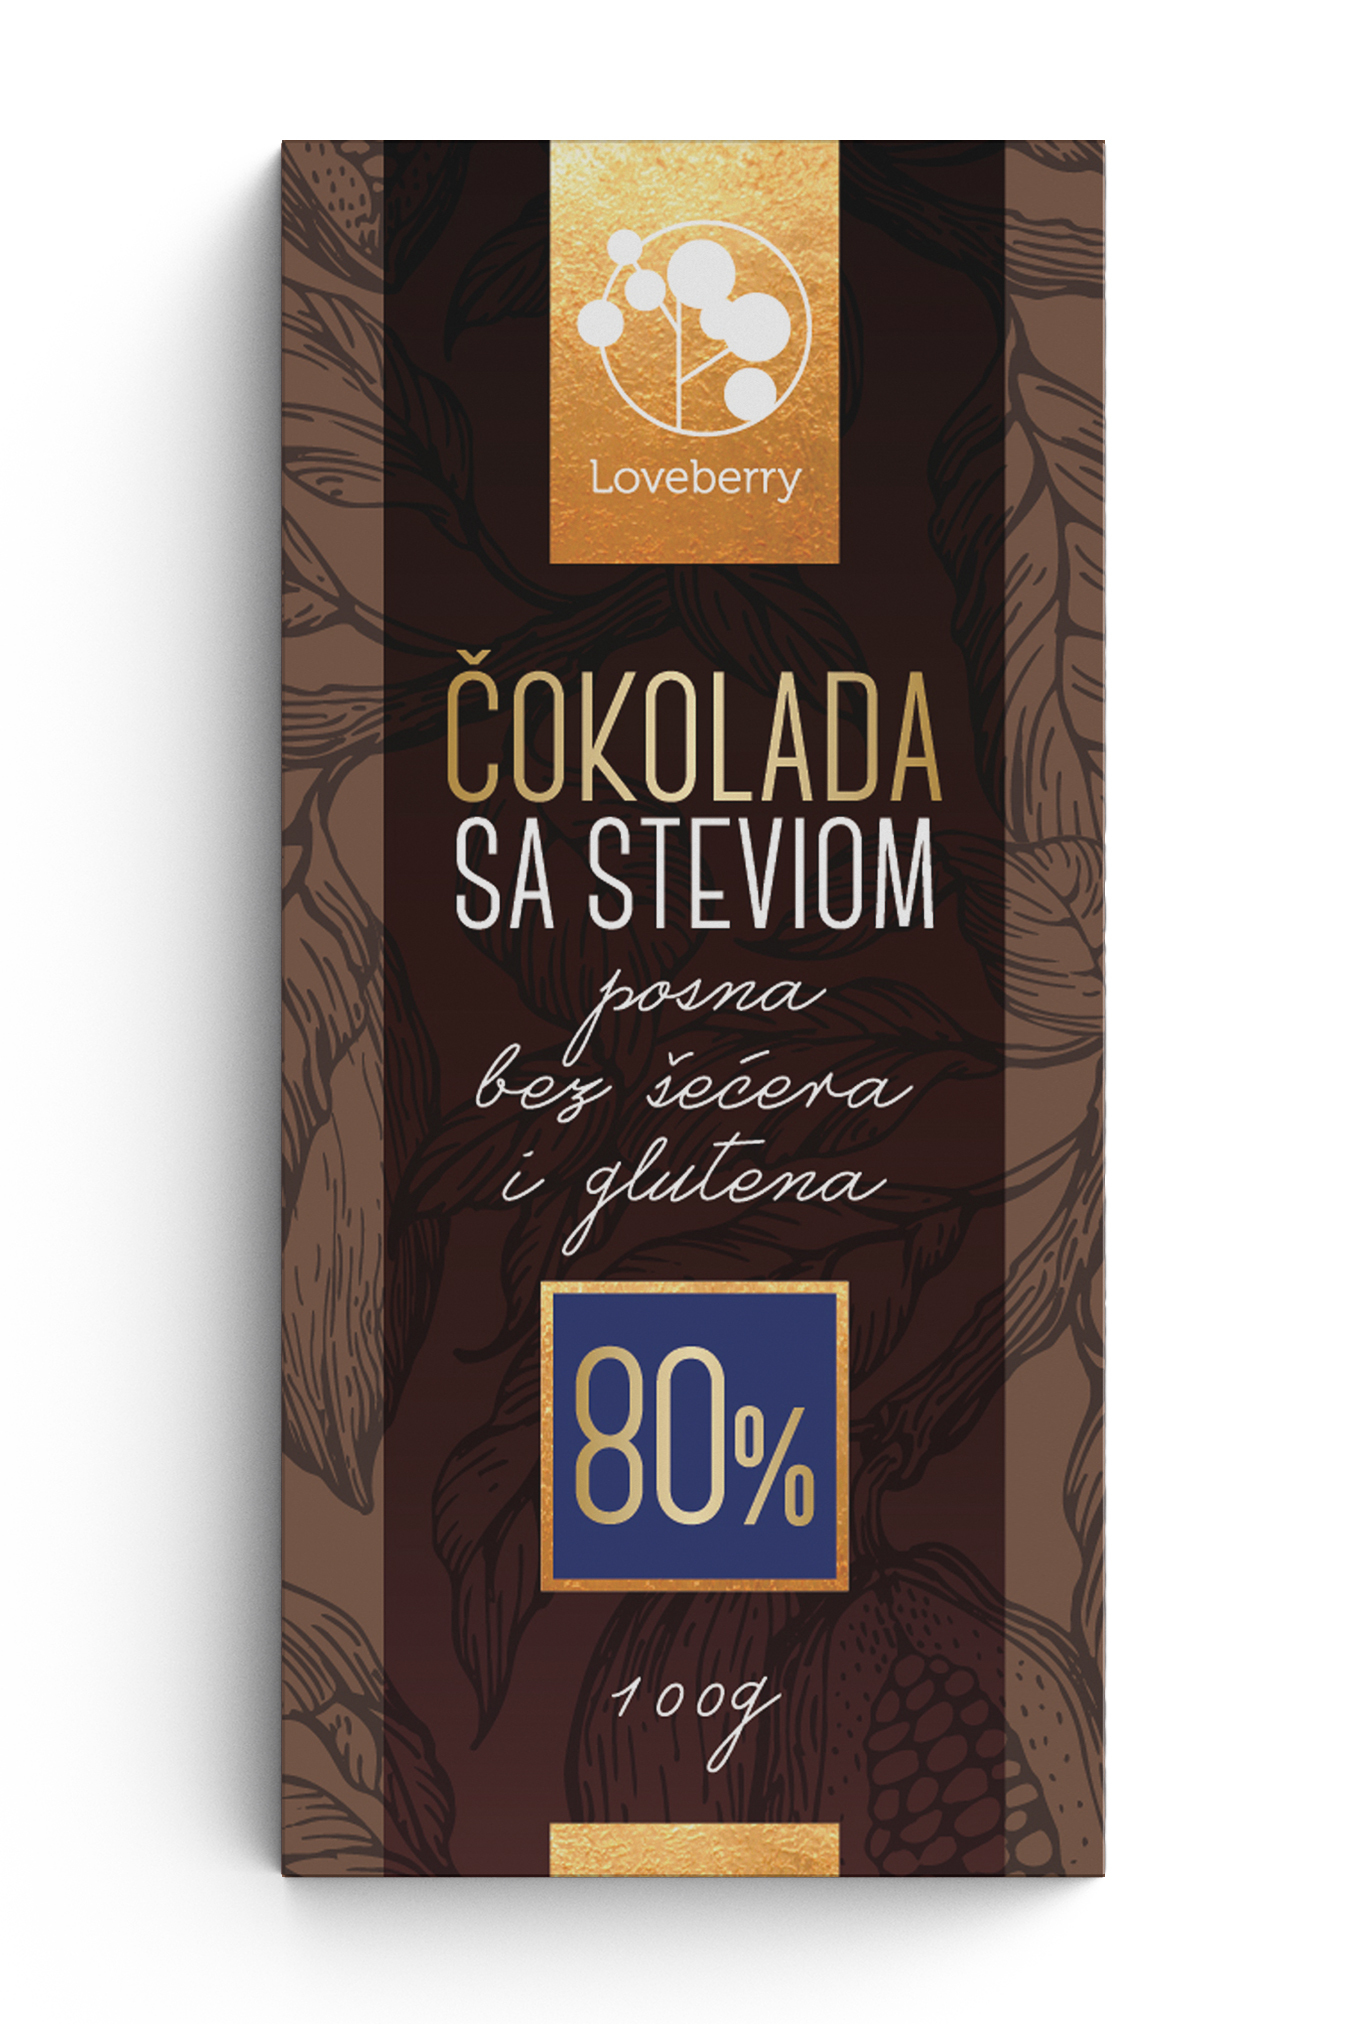 Loveberry
ČOKOLADA
SA STEVIOM
posna
bez šećera
i glutena
80%
100g